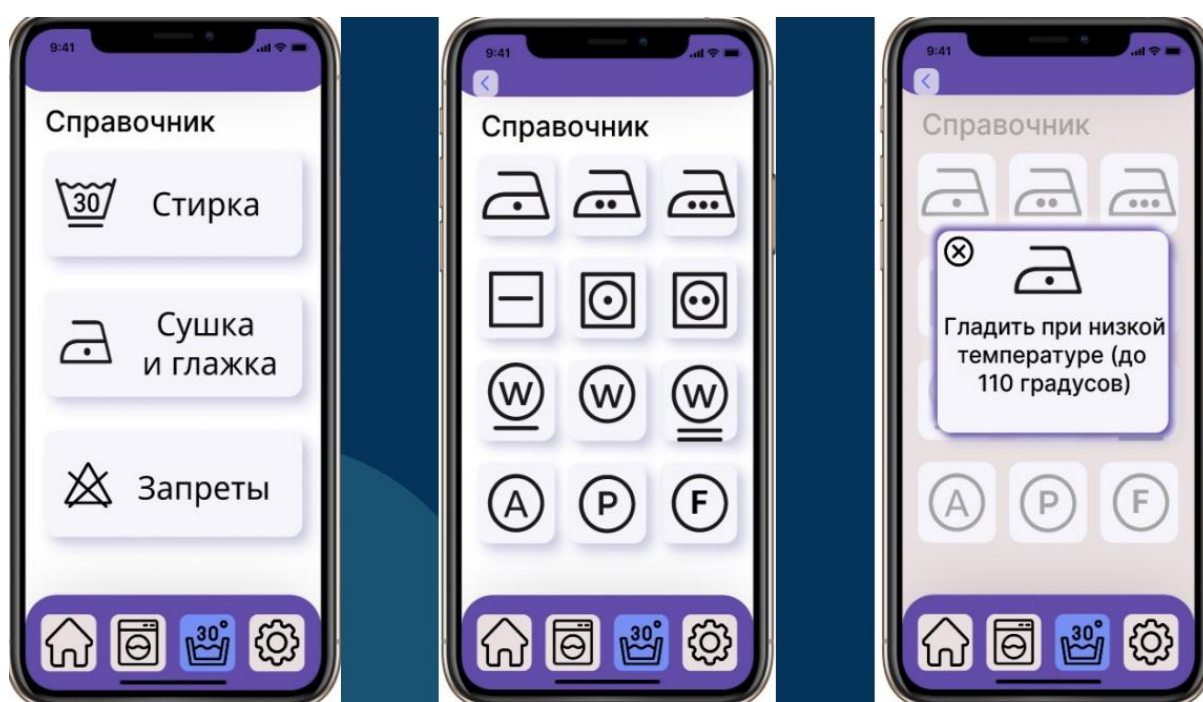 9:41
Справочник
30
Стирка
Сушка
и глажка
Запреты
30°
9:41
Справочник
W W W
A P F
30°
9:41
Справочник
Гладить при низкой
температуре (до
110 градусов)
A P F
30°